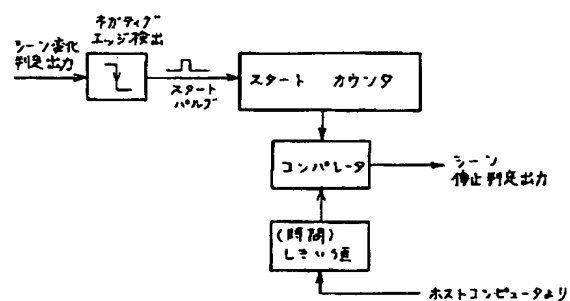 ネガティブ
エッジ検出
シーン変化
判定出力
スタート
パルプ
スタート カウンタ
コンパレータ
シーン
停止判定出力
(時間)
しきい値
ホストコンピュータより